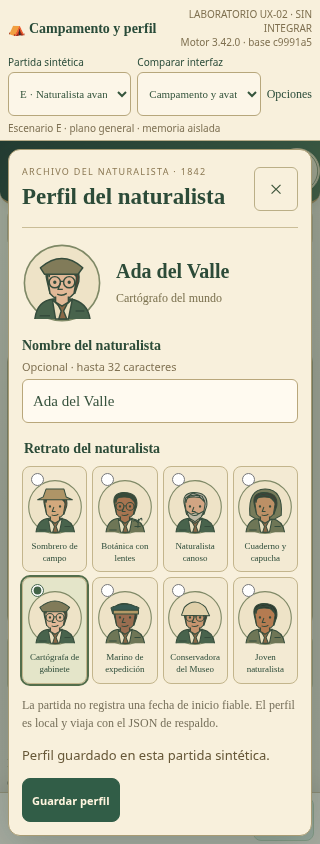 LABORATORIO UX-02 · SIN
INTEGRAR
⛺ Campamento y perfil
Motor 3.42.0 · base c9991a5
Partida sintética
Comparar interfaz
E · Naturalista avan
Campamento y avat
Opciones
Escenario E · plano general · memoria aislada
ARCHIVO DEL NATURALISTA · 1842
Perfil del naturalista
×
Ada del Valle
Cartógrafo del mundo
Nombre del naturalista
Opcional · hasta 32 caracteres
Ada del Valle
Retrato del naturalista
Sombrero de
campo
Botánica con
lentes
Naturalista
canoso
Cuaderno y
capucha
Cartógrafa de
gabinete
Marino de
expedición
Conservadora
del Museo
Joven
naturalista
La partida no registra una fecha de inicio fiable. El perfil
es local y viaja con el JSON de respaldo.
Perfil guardado en esta partida sintética.
Guardar perfil